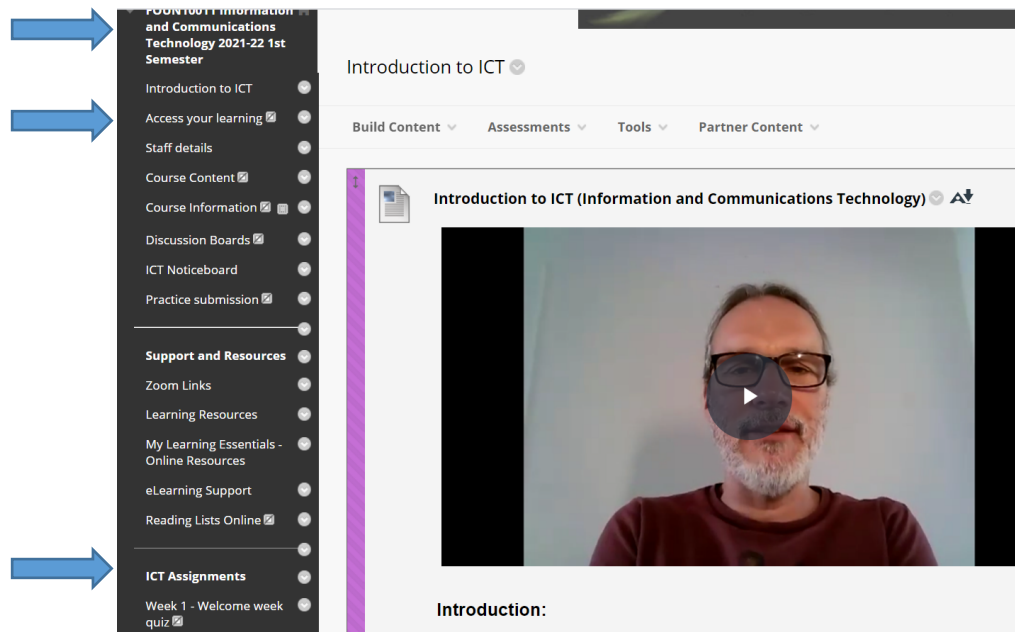 FOUN10011 Information
and Communications
Technology 2021-22 1st
Semester
Introduction to ICT
Access your learning
Staff details
Course Content
Course Information
Discussion Boards
ICT Noticeboard
Practice submission
Support and Resources
Zoom Links
Learning Resources
My Learning Essentials -
Online Resources
eLearning Support
Reading Lists Online
ICT Assignments
Week 1 - Welcome week
quiz
Introduction to ICT
Build Content
Assessments
Tools
Partner Content
Introduction to ICT (Information and Communications Technology)
Introduction: